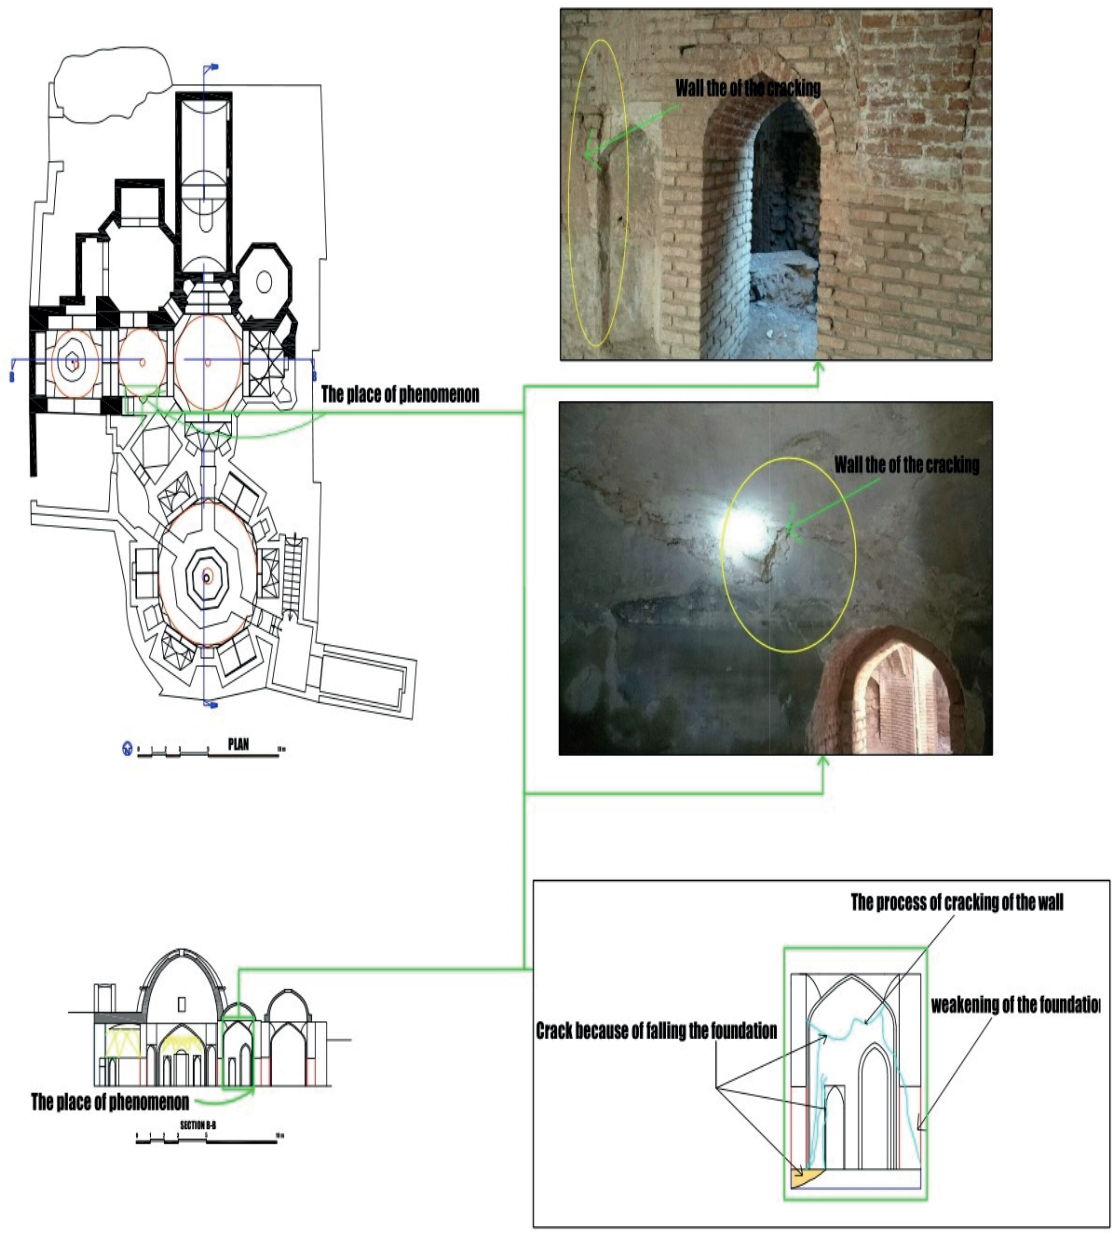 Wall the of the cracking
The place of phenomenon
Wall the of the cracking
PLAN
The process of cracking of the wall
weakening of the foundatio
Crack because of falling the foundation
The place of phenomenon
SECTION B-B